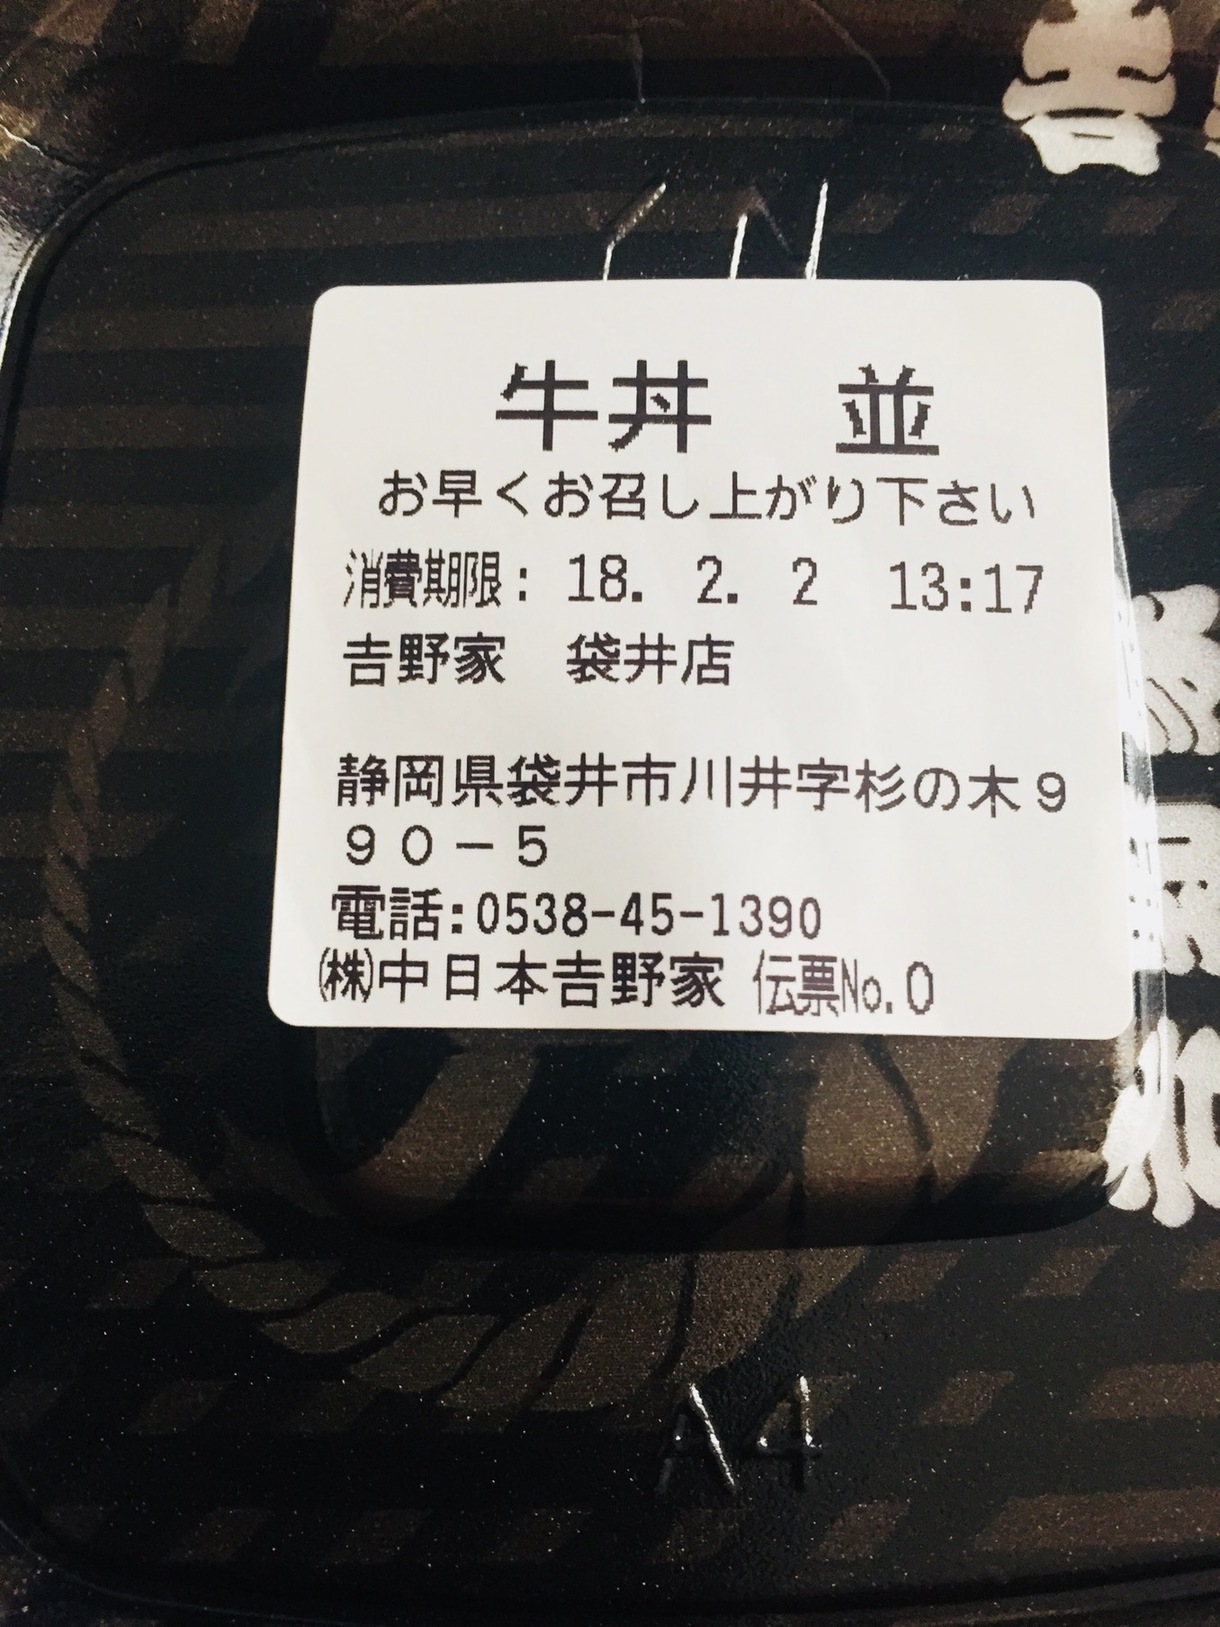 吉
牛丼　並
お早くお召し上がり下さい
消費期限: 18. 2. 2 13:17
𠮷野家　袋井店
静岡県袋井市川井字杉の木９
９０－５
電話:0538-45-1390
㈱中日本𠮷野家 伝票No.0
A4